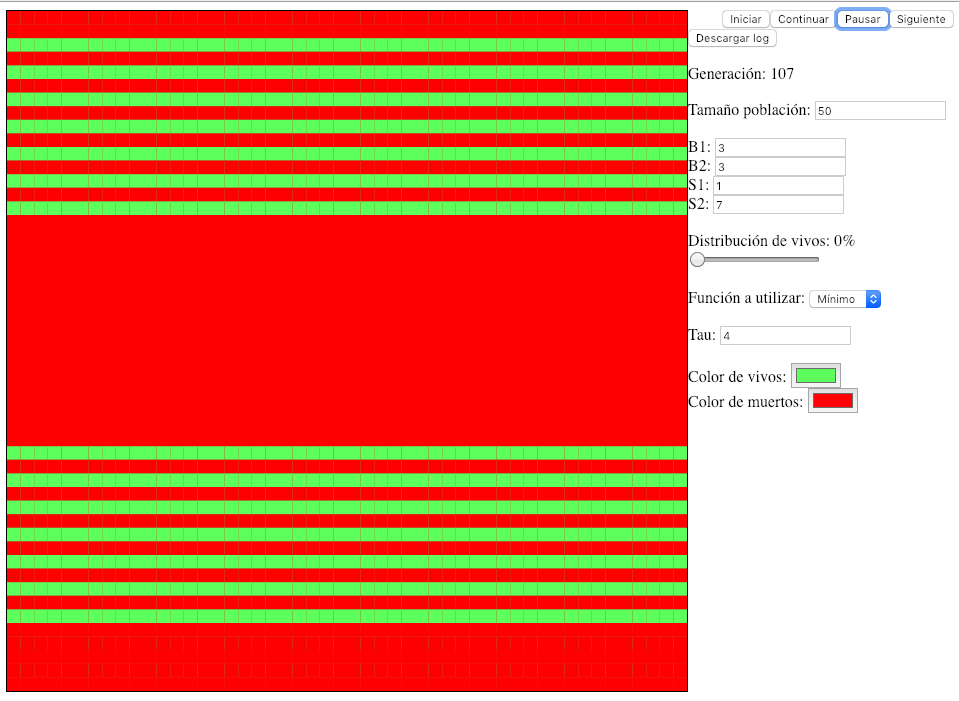 Iniciar Continuar Pausar Siguiente
Descargar log
Generación: 107
Tamaño población: 50
B1: 3
B2: 3
S1: 1
S2: 7
Distribución de vivos: 0%
Función a utilizar: Mínimo
Tau: 4
Color de vivos:
Color de muertos: